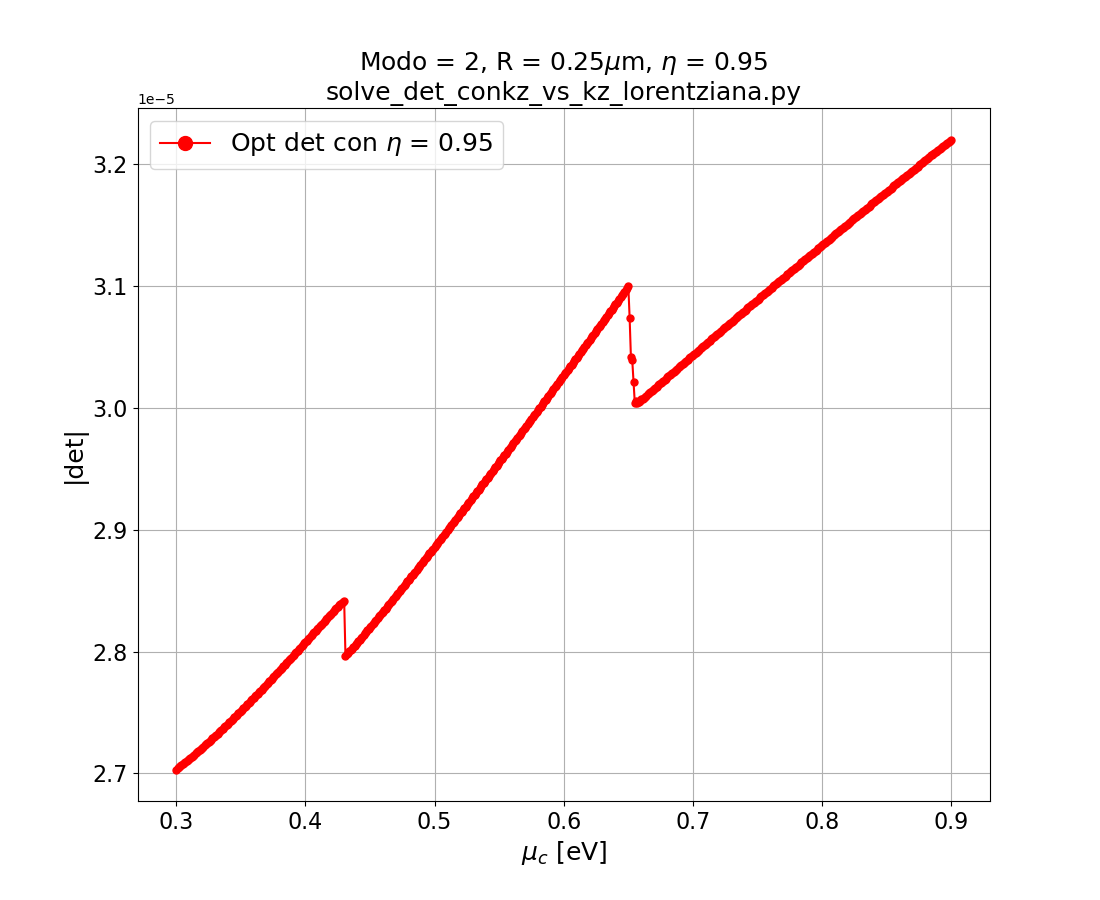 Modo = 2, R = 0.25μm, η = 0.95
solve_det_conkz_vs_kz_lorentziana.py
1e−5
Opt det con η = 0.95
3.2
3.1
3.0
2.9
2.8
2.7
|det|
0.3 0.4 0.5 0.6 0.7 0.8 0.9
μc [eV]